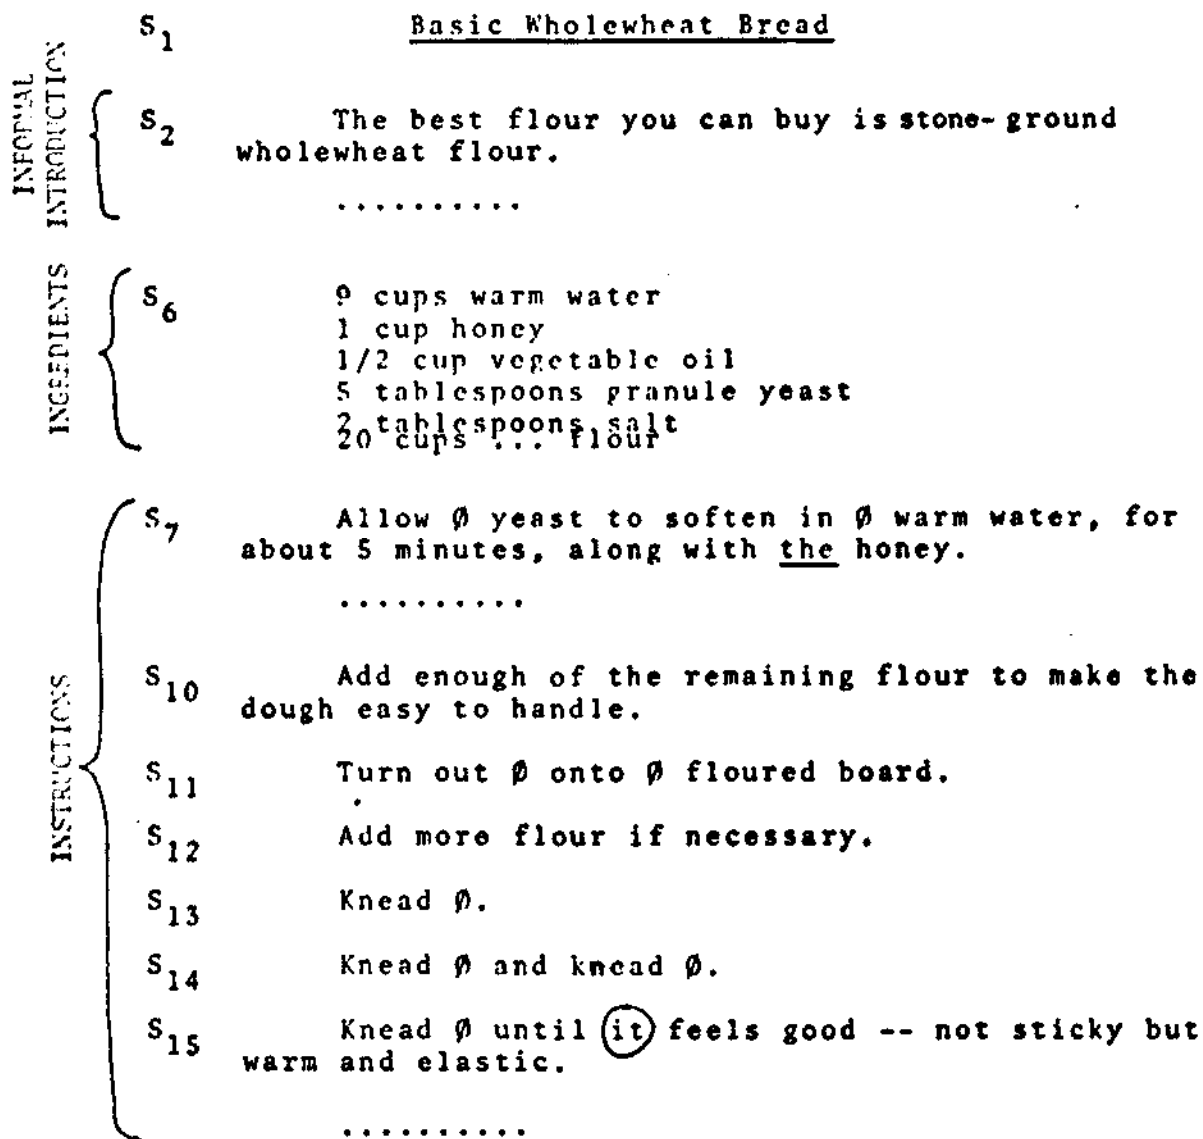 S1 Basic Wholewheat Bread
INFORMAL
INTRODUCTION
S2 The best flour you can buy is stone-ground
wholewheat flour.
..........
INGREDIENTS
S6 9 cups warm water
1 cup honey
1/2 cup vegetable oil
5 tablespoons granule yeast
2 tablespoons salt
20 cups ... flour
INSTRUCTIONS
S7 Allow Ø yeast to soften in Ø warm water, for
about 5 minutes, along with the honey.
..........
S10 Add enough of the remaining flour to make the
dough easy to handle.
S11 Turn out Ø onto Ø floured board.
S12 Add more flour if necessary.
S13 Knead Ø.
S14 Knead Ø and knead Ø.
S15 Knead Ø until it feels good -- not sticky but
warm and elastic.
..........